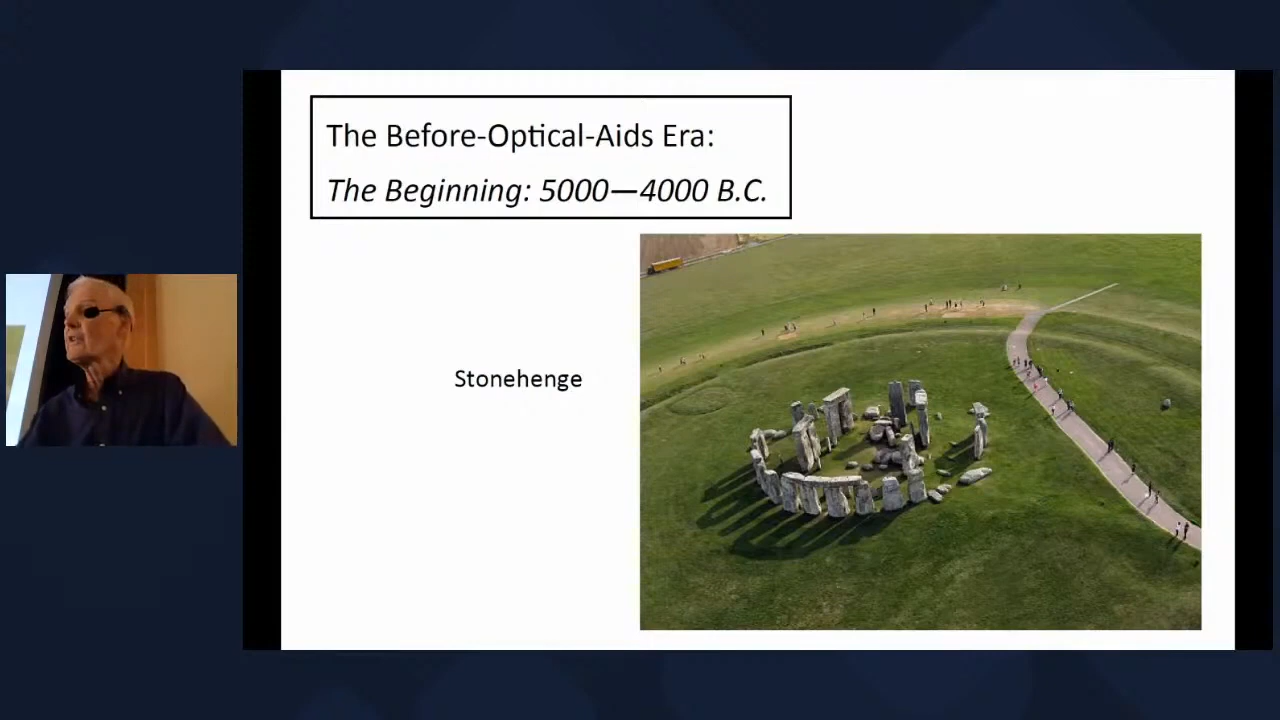 The Before-Optical-Aids Era:
The Beginning: 5000—4000 B.C.
Stonehenge